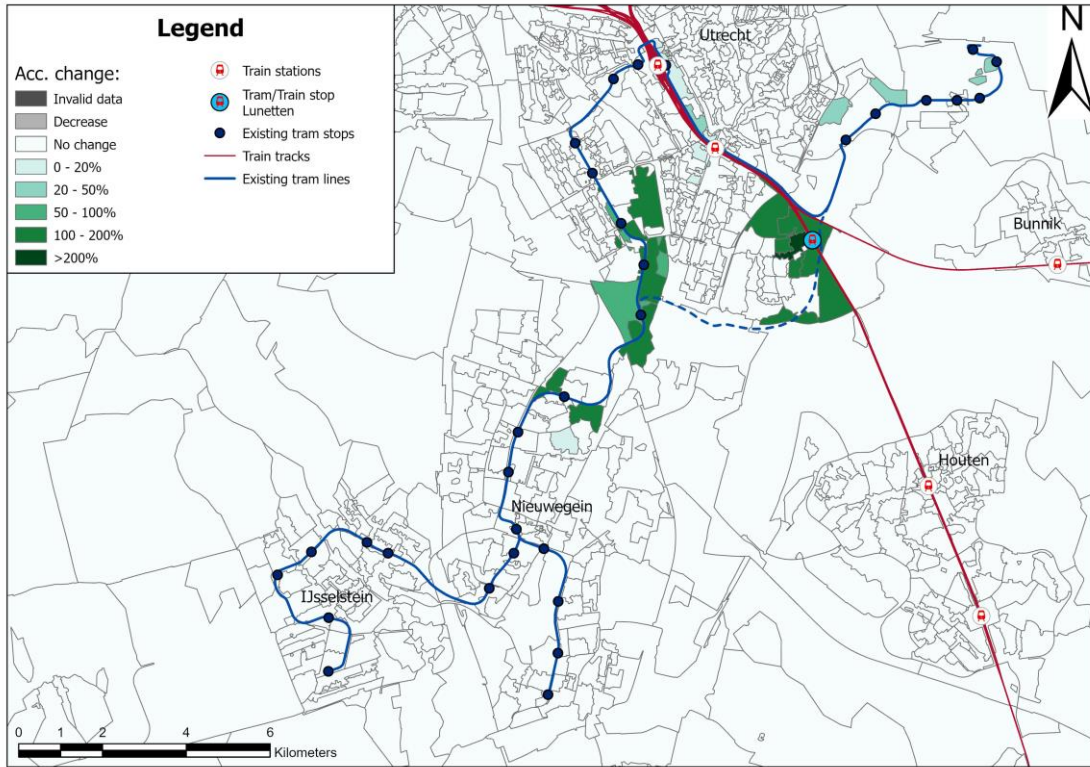 Legend
Acc. change:
Invalid data
Decrease
No change
0 - 20%
20 - 50%
50 - 100%
100 - 200%
>200%
Train stations
Tram/Train stop
Lunetten
Existing tram stops
Train tracks
Existing tram lines
Utrecht
N
Bunnik
Houten
Nieuwegein
IJsselstein
0 1 2 4 6
Kilometers